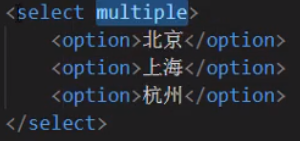 <select multiple>
<option>北京</option>
<option>上海</option>
<option>杭州</option>
</select>